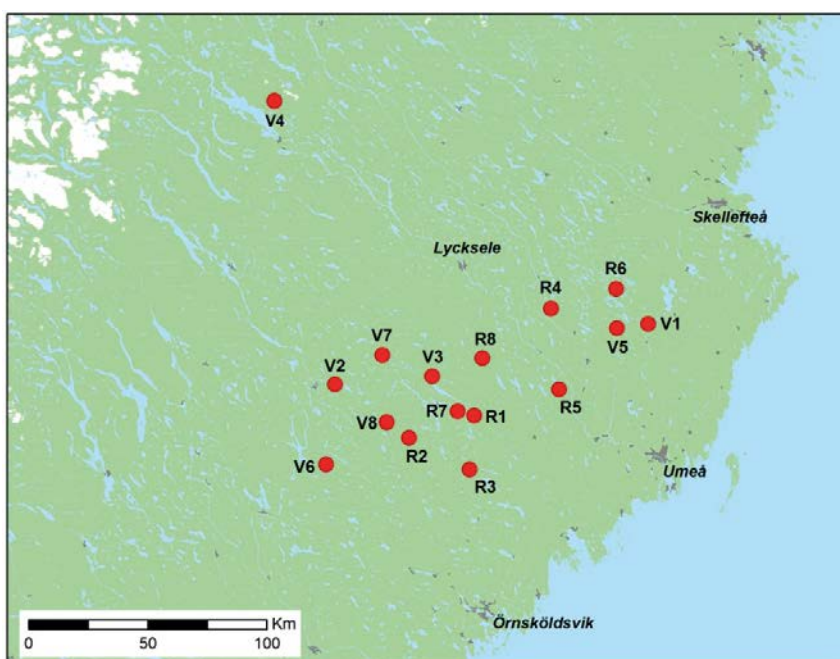 V4
Skellefteå
Lycksele
R6
R4
V1
V5
V7
R8
V3
V2
R5
R7
R1
V8
R2
V6
Umeå
R3
Km
0 50 100
Örnsköldsvik